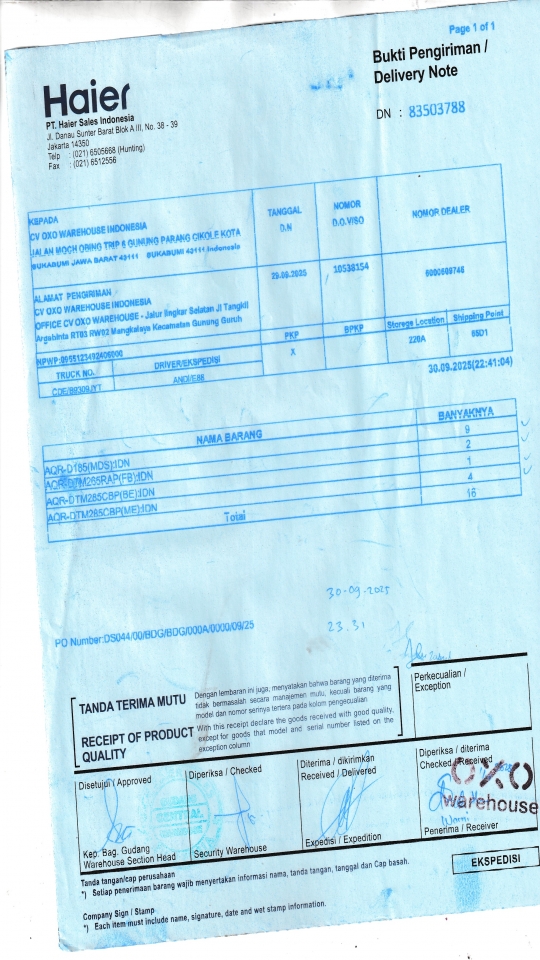 Page 1 of 1
Bukti Pengiriman /
Delivery Note
DN : 83503788
Haier
PT. Haier Sales Indonesia
Jl. Danau Sunter Barat Blok A III, No. 38 - 39
Jakarta 14350
Telp : (021) 6505668 (Hunting)
Fax : (021) 6512556
KEPADA
CV OXO WAREHOUSE INDONESIA
JALAN MOCH OBING TRIP 6 GUNUNG PARANG CIKOLE KOTA
SUKABUMI JAWA BARAT 43111 SUKABUMI 43111 Indonesia
TANGGAL
D.N
NOMOR
D.O.V/SO
NOMOR DEALER
29.09.2025
10538154
ALAMAT PENGIRIMAN
CV OXO WAREHOUSE INDONESIA
OFFICE CV OXO WAREHOUSE - Jalur lingkar Selatan Jl Tangkil
Argabinta RT03 RW02 Mangkalaya Kecamatan Gunung Guruh
PKP
BPKP
Storege Location
Shipping Point
X
220A
65D1
TRUCK NO.
DRIVER/EKSPEDISI
30.09.2025(22:41:04)
NAMA BARANG
BANYAKNYA
AQR-D185(MDS):IDN
9
AQR-DTM265RAP(FB):IDN
2
AQR-DTM285CBP(BE):IDN
1
AQR-DTM285CBP(ME):IDN
4
Total
16
30-09-2025
23.31
PO Number:OS044/00/BDG/BDG/000A/0000/09/25
TANDA TERIMA MUTU
Dengan lembaran ini juga, menyatakan bahwa barang yang diterima
tidak bermasalah secara manajemen mutu, kecuali barang yang
model dan nomor serinya tertera pada kolom pengecualian
RECEIPT OF PRODUCT
QUALITY
With this receipt declare the goods received with good quality,
except for goods that model and serial number listed on the
exception column
Perkecualian /
Exception
Disetujui / Approved
Diperiksa / Checked
Diterima / dikirimkan
Received / Delivered
Diperiksa / diterima
Checked / Received
OXO
warehouse
Kep. Bag. Gudang
Warehouse Section Head
Security Warehouse
Expedisi / Expedition
Penerima / Receiver
Tanda tangan/cap perusahaan
*) Setiap penerimaan barang wajib menyertakan informasi nama, tanda tangan, tanggal dan Cap basah.
EKSPEDISI
Company Sign / Stamp
*) Each item must include name, signature, date and wet stamp information.